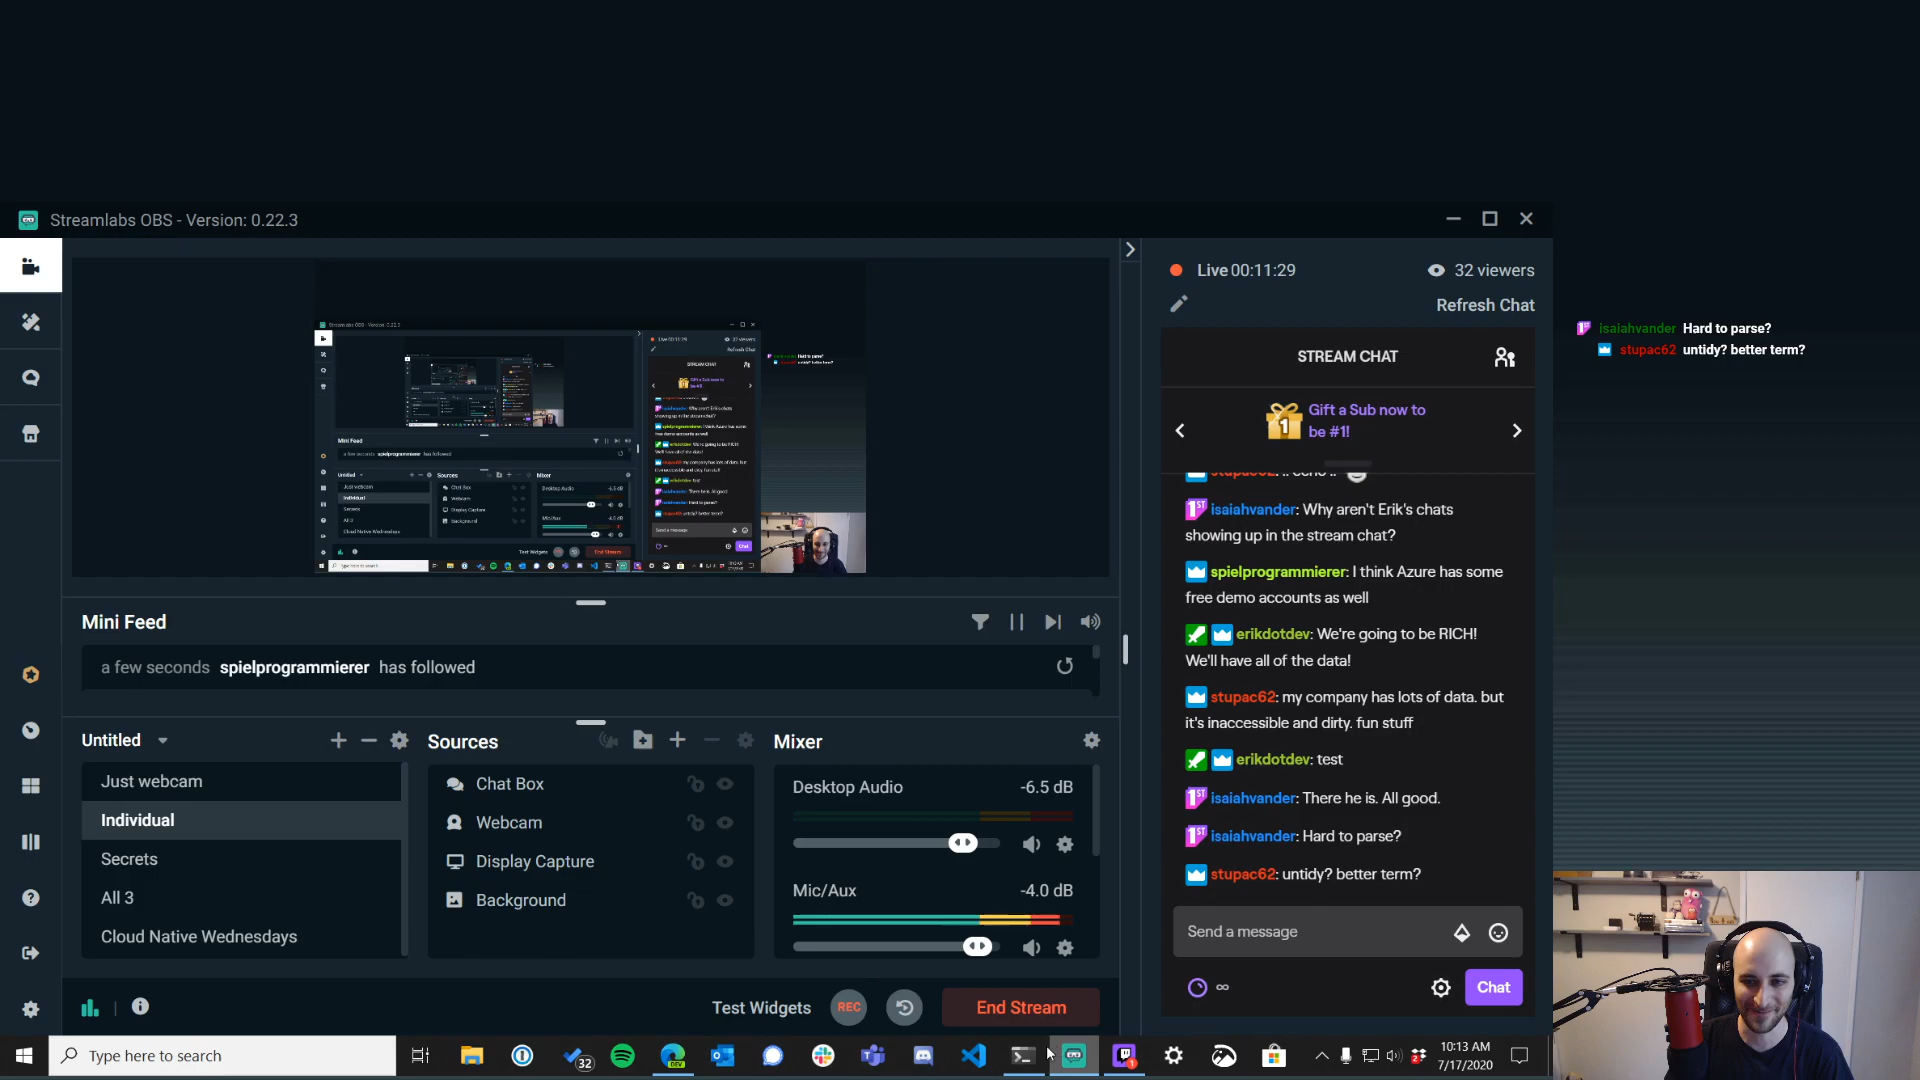 Streamlabs OBS - Version: 0.22.3
Live 00:11:29
32 viewers
Refresh Chat
STREAM CHAT
Gift a Sub now to
be #1!
isaiahvander: Why aren't Erik's chats
showing up in the stream chat?
spielprogrammierer: I think Azure has some
free demo accounts as well
erikdotdev: We're going to be RICH!
We'll have all of the data!
stupac62: my company has lots of data. but
it's inaccessible and dirty. fun stuff
erikdotdev: test
isaiahvander: There he is. All good.
isaiahvander: Hard to parse?
stupac62: untidy? better term?
Send a message
∞
Chat
isaiahvander Hard to parse?
stupac62 untidy? better term?
Mini Feed
a few seconds spielprogrammierer has followed
Untitled
Just webcam
Individual
Secrets
All 3
Cloud Native Wednesdays
Sources
Chat Box
Webcam
Display Capture
Background
Mixer
Desktop Audio -6.5 dB
Mic/Aux -4.0 dB
Test Widgets
REC
End Stream
Type here to search
32
DEV
1
10:13 AM
7/17/2020